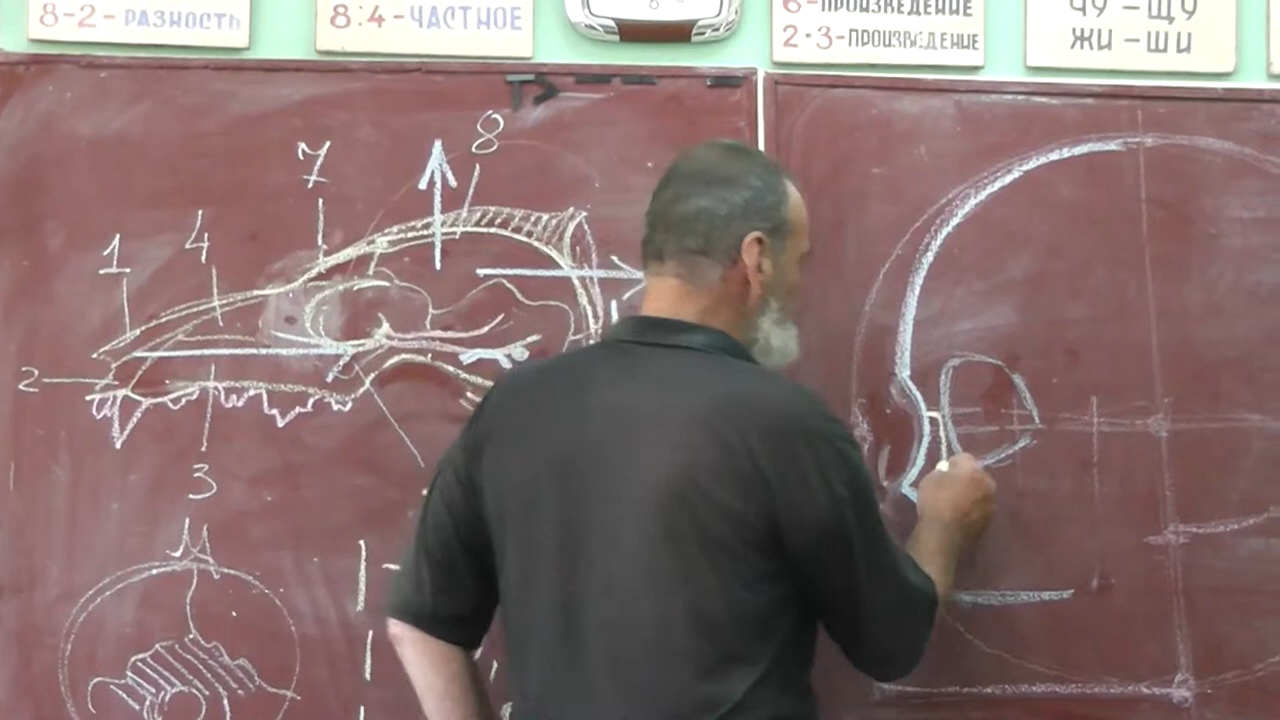 8-2-РАЗНОСТЬ
8:4-ЧАСТНОЕ
6-ПРОИЗВЕДЕНИЕ
2·3-ПРОИЗВЕДЕНИЕ
ЧУ-ЩУ
ЖИ-ШИ
8
7
4
1
2
3